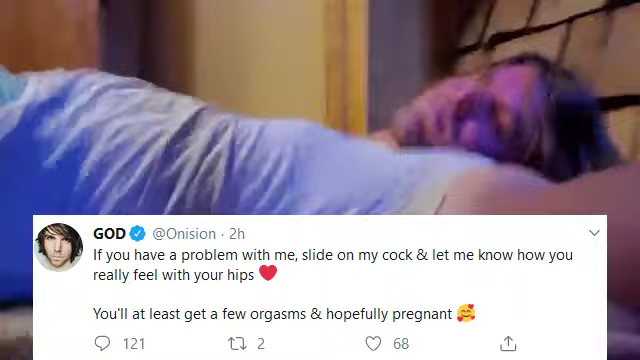 GOD @Onision · 2h
If you have a problem with me, slide on my cock & let me know how you
really feel with your hips ❤️
You'll at least get a few orgasms & hopefully pregnant 🥰
121 2 68